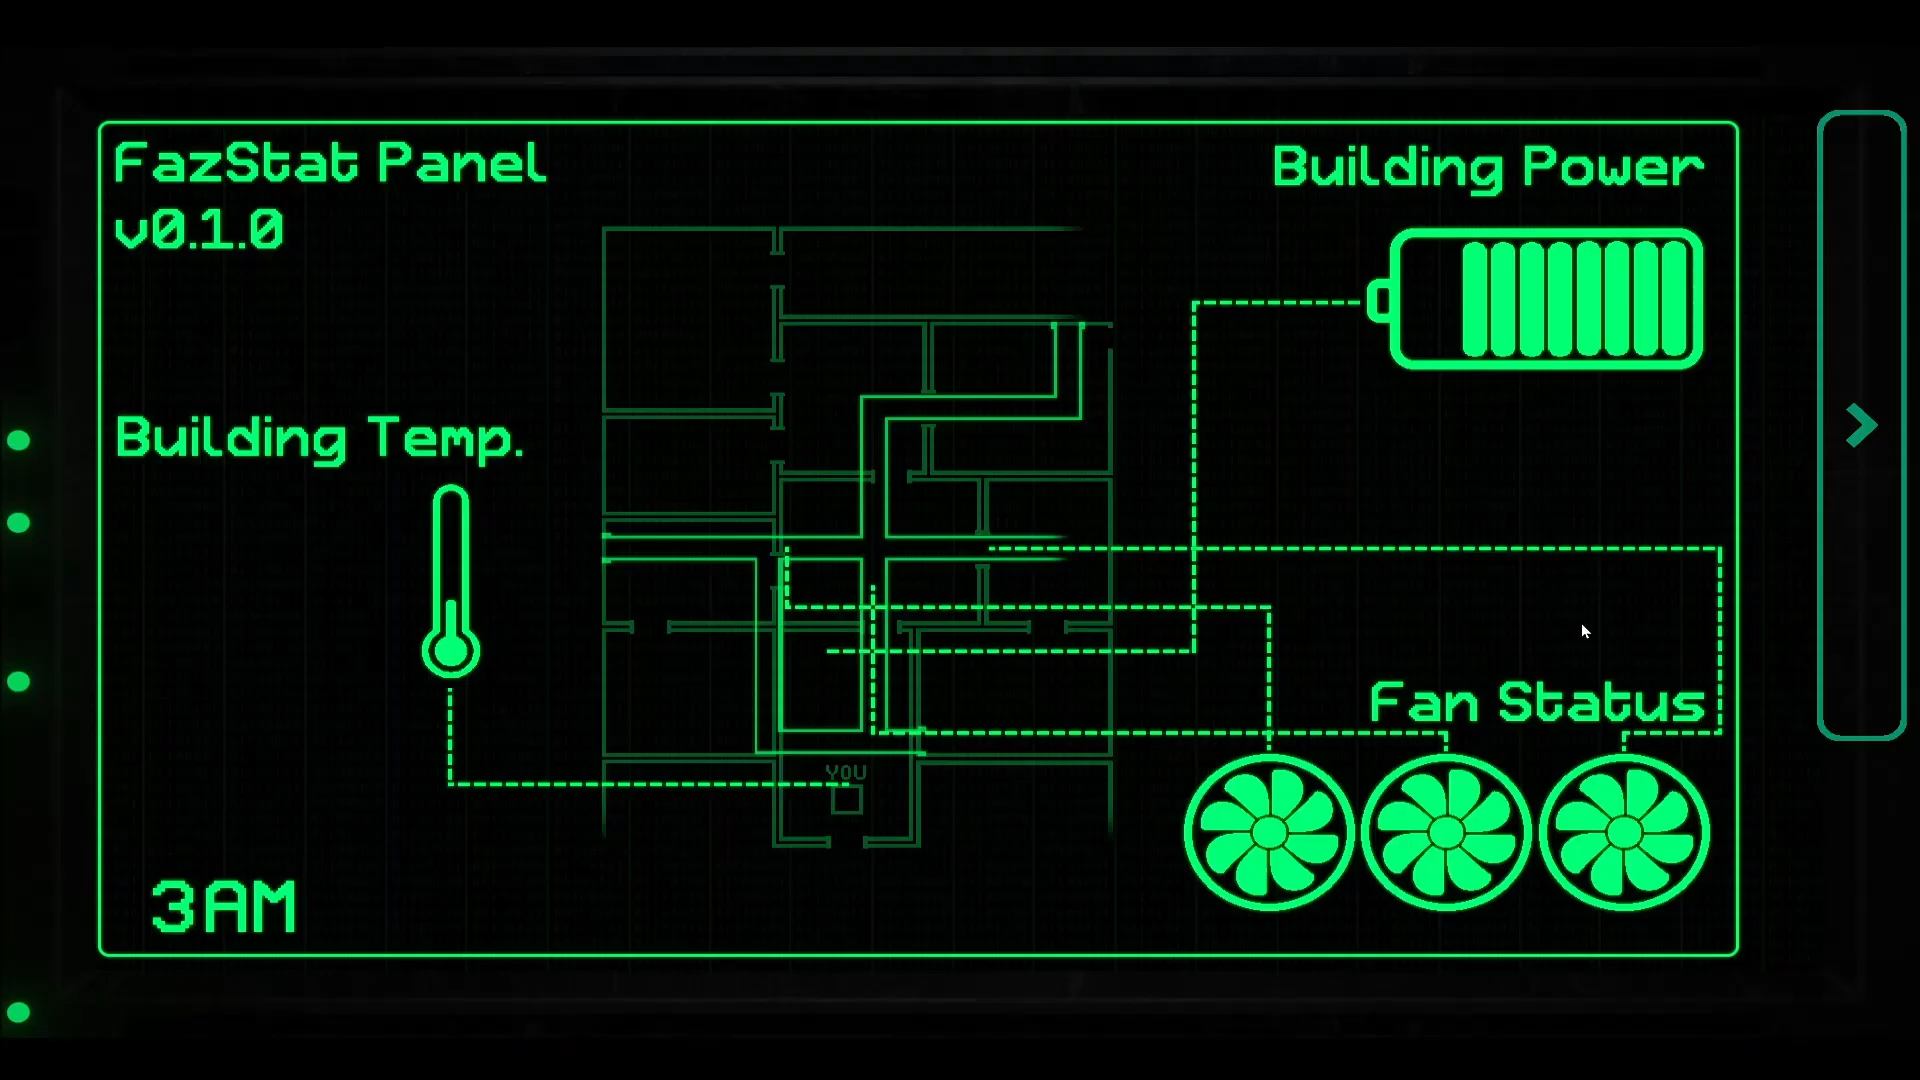 FazStat Panel
v0.1.0
Building Power
Building Temp.
Fan Status
YOU
3AM